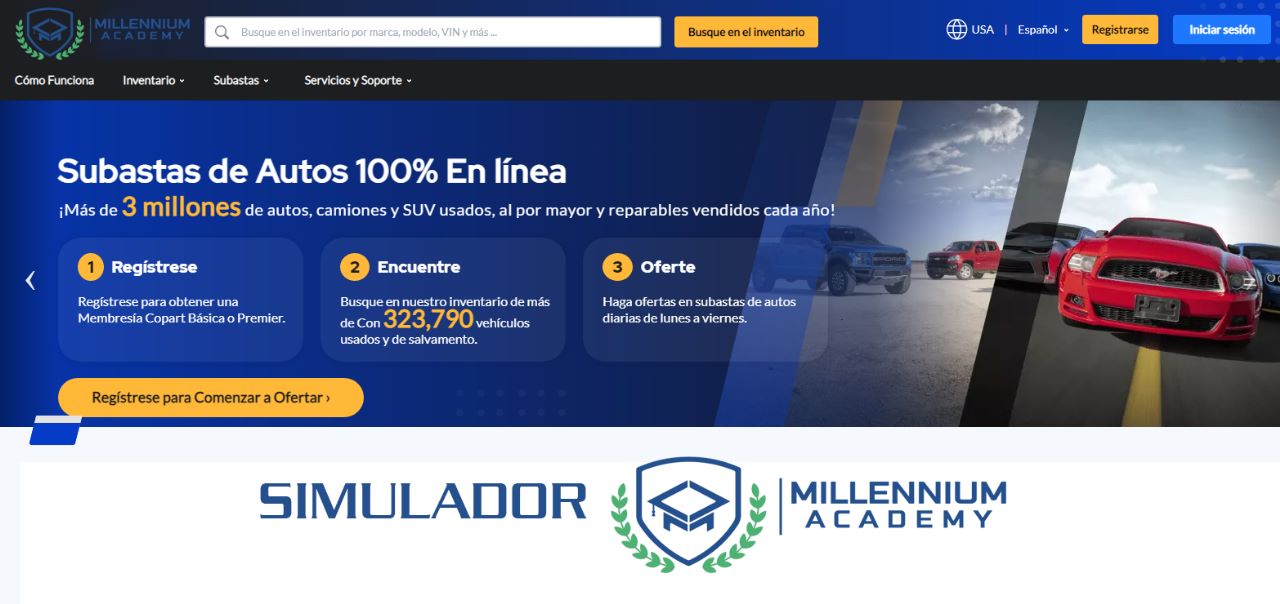 MILLENNIUM
ACADEMY
Busque en el inventario por marca, modelo, VIN y más ...
Busque en el inventario
USA | Español
Registrarse
Iniciar sesión
Cómo Funciona
Inventario
Subastas
Servicios y Soporte
Subastas de Autos 100% En línea
¡Más de 3 millones de autos, camiones y SUV usados, al por mayor y reparables vendidos cada año!
1 Regístrese
Regístrese para obtener una
Membresía Copart Básica o Premier.
2 Encuentre
Busque en nuestro inventario de más
de Con 323,790 vehículos
usados y de salvamento.
3 Oferte
Haga ofertas en subastas de autos
diarias de lunes a viernes.
Regístrese para Comenzar a Ofertar ›
SIMULADOR
MILLENNIUM
ACADEMY